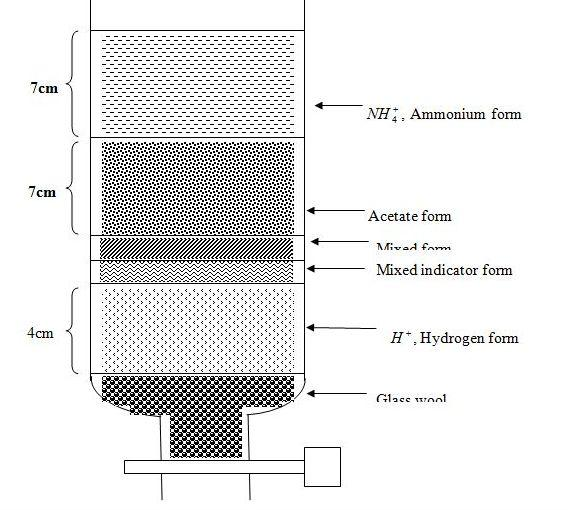 7cm
NH₄⁺, Ammonium form
7cm
Acetate form
Mixed form
Mixed indicator form
4cm
H⁺, Hydrogen form
Glass wool